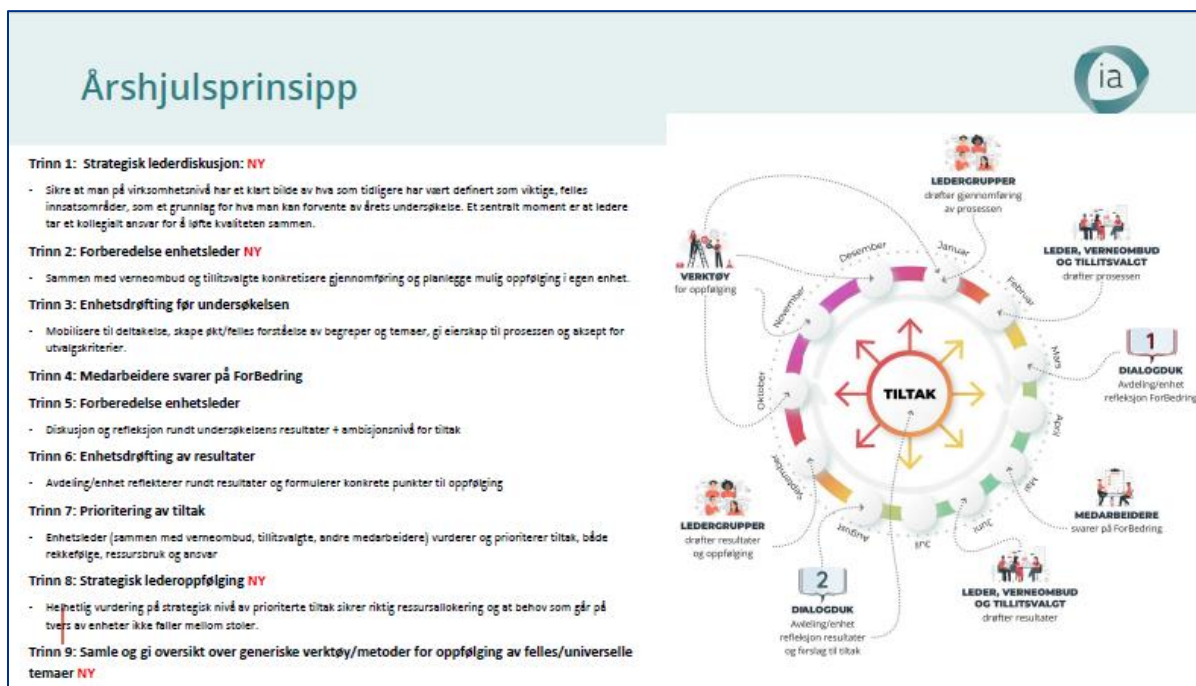 Årshjulsprinsipp
ia
Trinn 1: Strategisk lederdiskusjon: NY
- Sikre at man på virksomhetsnivå har et klart bilde av hva som tidligere har vært definert som viktige, felles
innsatsområder, som et grunnlag for hva man kan forvente av årets undersøkelse. Et sentralt moment er at ledere
tar et kollegialt ansvar for å løfte kvaliteten sammen.
Trinn 2: Forberedelse enhetsleder NY
- Sammen med verneombud og tillitsvalgte konkretisere gjennomføring og planlegge mulig oppfølging i egen enhet.
Trinn 3: Enhetsdrøfting før undersøkelsen
- Mobilisere til deltakelse, skape økt/felles forståelse av begreper og temaer, gi eierskap til prosessen og aksept for
utvalgskriterier.
Trinn 4: Medarbeidere svarer på ForBedring
Trinn 5: Forberedelse enhetsleder
- Diskusjon og refleksjon rundt undersøkelsens resultater + ambisjonsnivå for tiltak
Trinn 6: Enhetsdrøfting av resultater
- Avdeling/enhet reflekterer rundt resultater og formulerer konkrete punkter til oppfølging
Trinn 7: Prioritering av tiltak
- Enhetsleder (sammen med verneombud, tillitsvalgte, andre medarbeidere) vurderer og prioriterer tiltak, både
rekkefølge, ressursbruk og ansvar
Trinn 8: Strategisk lederoppfølging NY
- Helhetlig vurdering på strategisk nivå av prioriterte tiltak sikrer riktig ressursallokering og at behov som går på
tvers av enheter ikke faller mellom stoler.
Trinn 9: Samle og gi oversikt over generiske verktøy/metoder for oppfølging av felles/universelle
temaer NY
LEDERGRUPPER
drøfter gjennomføring
av prosessen
LEDER, VERNEOMBUD
OG TILLITSVALGT
drøfter prosessen
VERKTØY
for oppfølging
1
DIALOGDUK
Avdeling/enhet
refleksjon ForBedring
MEDARBEIDERE
svarer på ForBedring
LEDER, VERNEOMBUD
OG TILLITSVALGT
drøfter resultater
2
DIALOGDUK
Avdeling/enhet
refleksjon resultater
og forslag til tiltak
LEDERGRUPPER
drøfter resultater
og oppfølging
TILTAK
Januar
Februar
Mars
April
Mai
Juni
Juli
August
September
Oktober
November
Desember